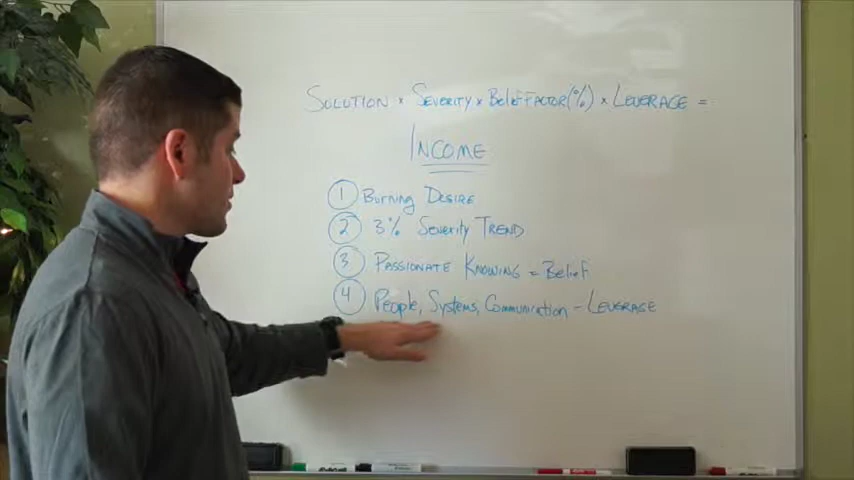 Solution x Severity x Belief Factor (%) x Leverage =
Income
1 Burning Desire
2 3% Severity Trend
3 Passionate Knowing = Belief
4 People, Systems, Communication - Leverage